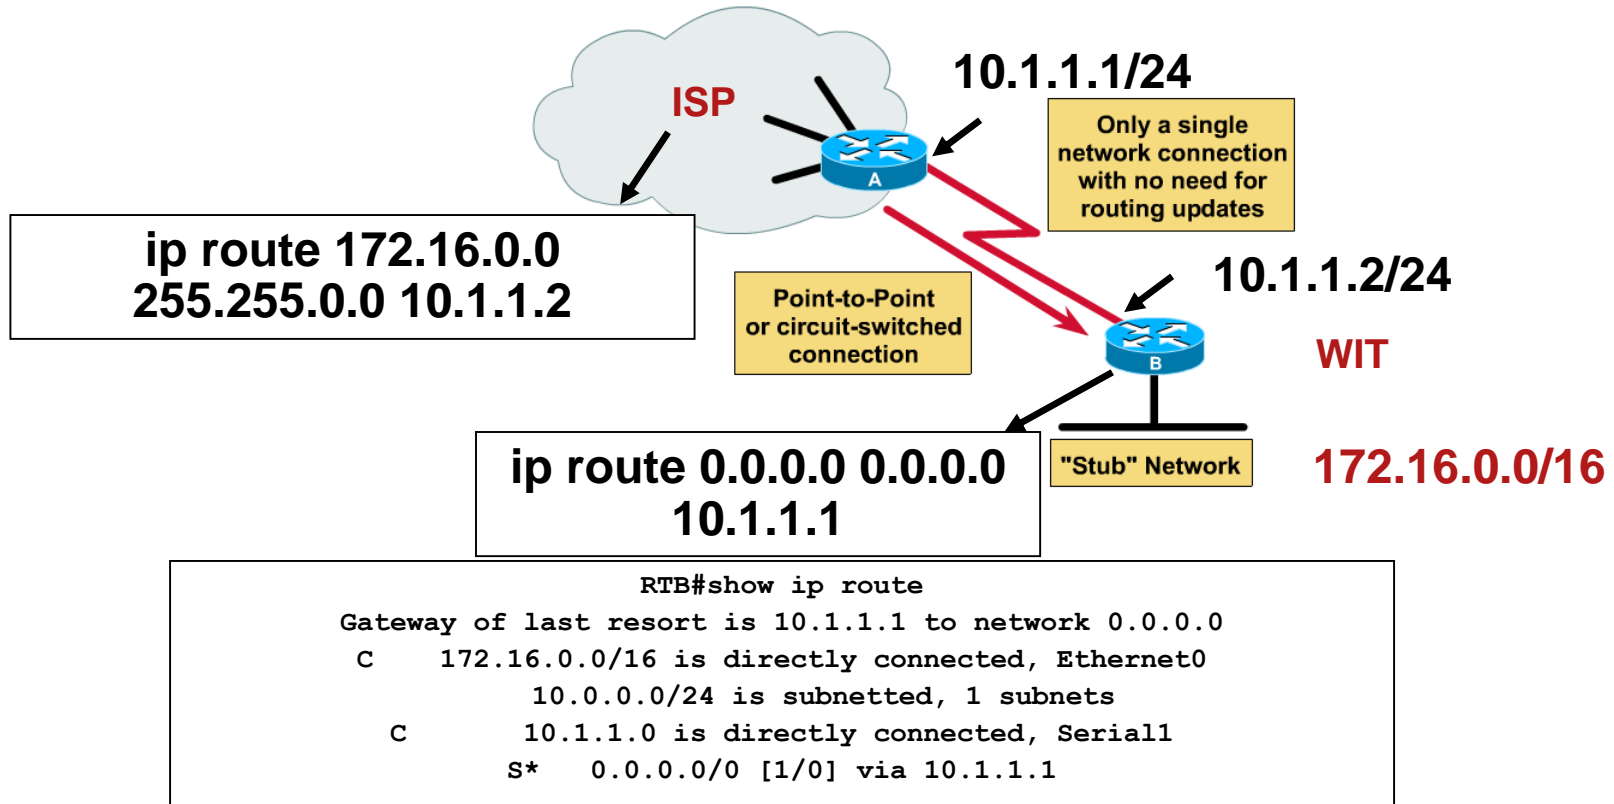 10.1.1.1/24
ISP
Only a single
network connection
with no need for
routing updates
A
ip route 172.16.0.0
255.255.0.0 10.1.1.2
10.1.1.2/24
Point-to-Point
or circuit-switched
connection
B
WIT
ip route 0.0.0.0 0.0.0.0
10.1.1.1
"Stub" Network
172.16.0.0/16
RTB#show ip route
Gateway of last resort is 10.1.1.1 to network 0.0.0.0
C 172.16.0.0/16 is directly connected, Ethernet0
10.0.0.0/24 is subnetted, 1 subnets
C 10.1.1.0 is directly connected, Serial1
S* 0.0.0.0/0 [1/0] via 10.1.1.1